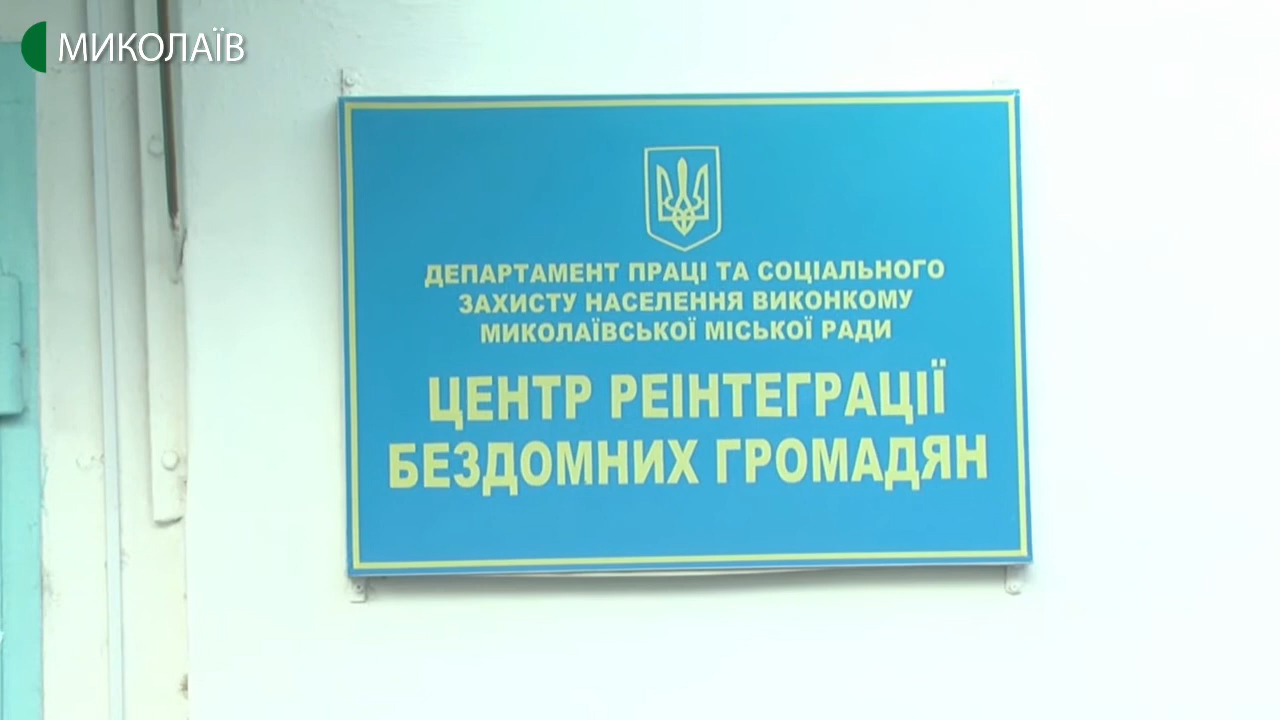 МИКОЛАЇВ
ДЕПАРТАМЕНТ ПРАЦІ ТА СОЦІАЛЬНОГО
ЗАХИСТУ НАСЕЛЕННЯ ВИКОНКОМУ
МИКОЛАЇВСЬКОЇ МІСЬКОЇ РАДИ
ЦЕНТР РЕІНТЕГРАЦІЇ
БЕЗДОМНИХ ГРОМАДЯН